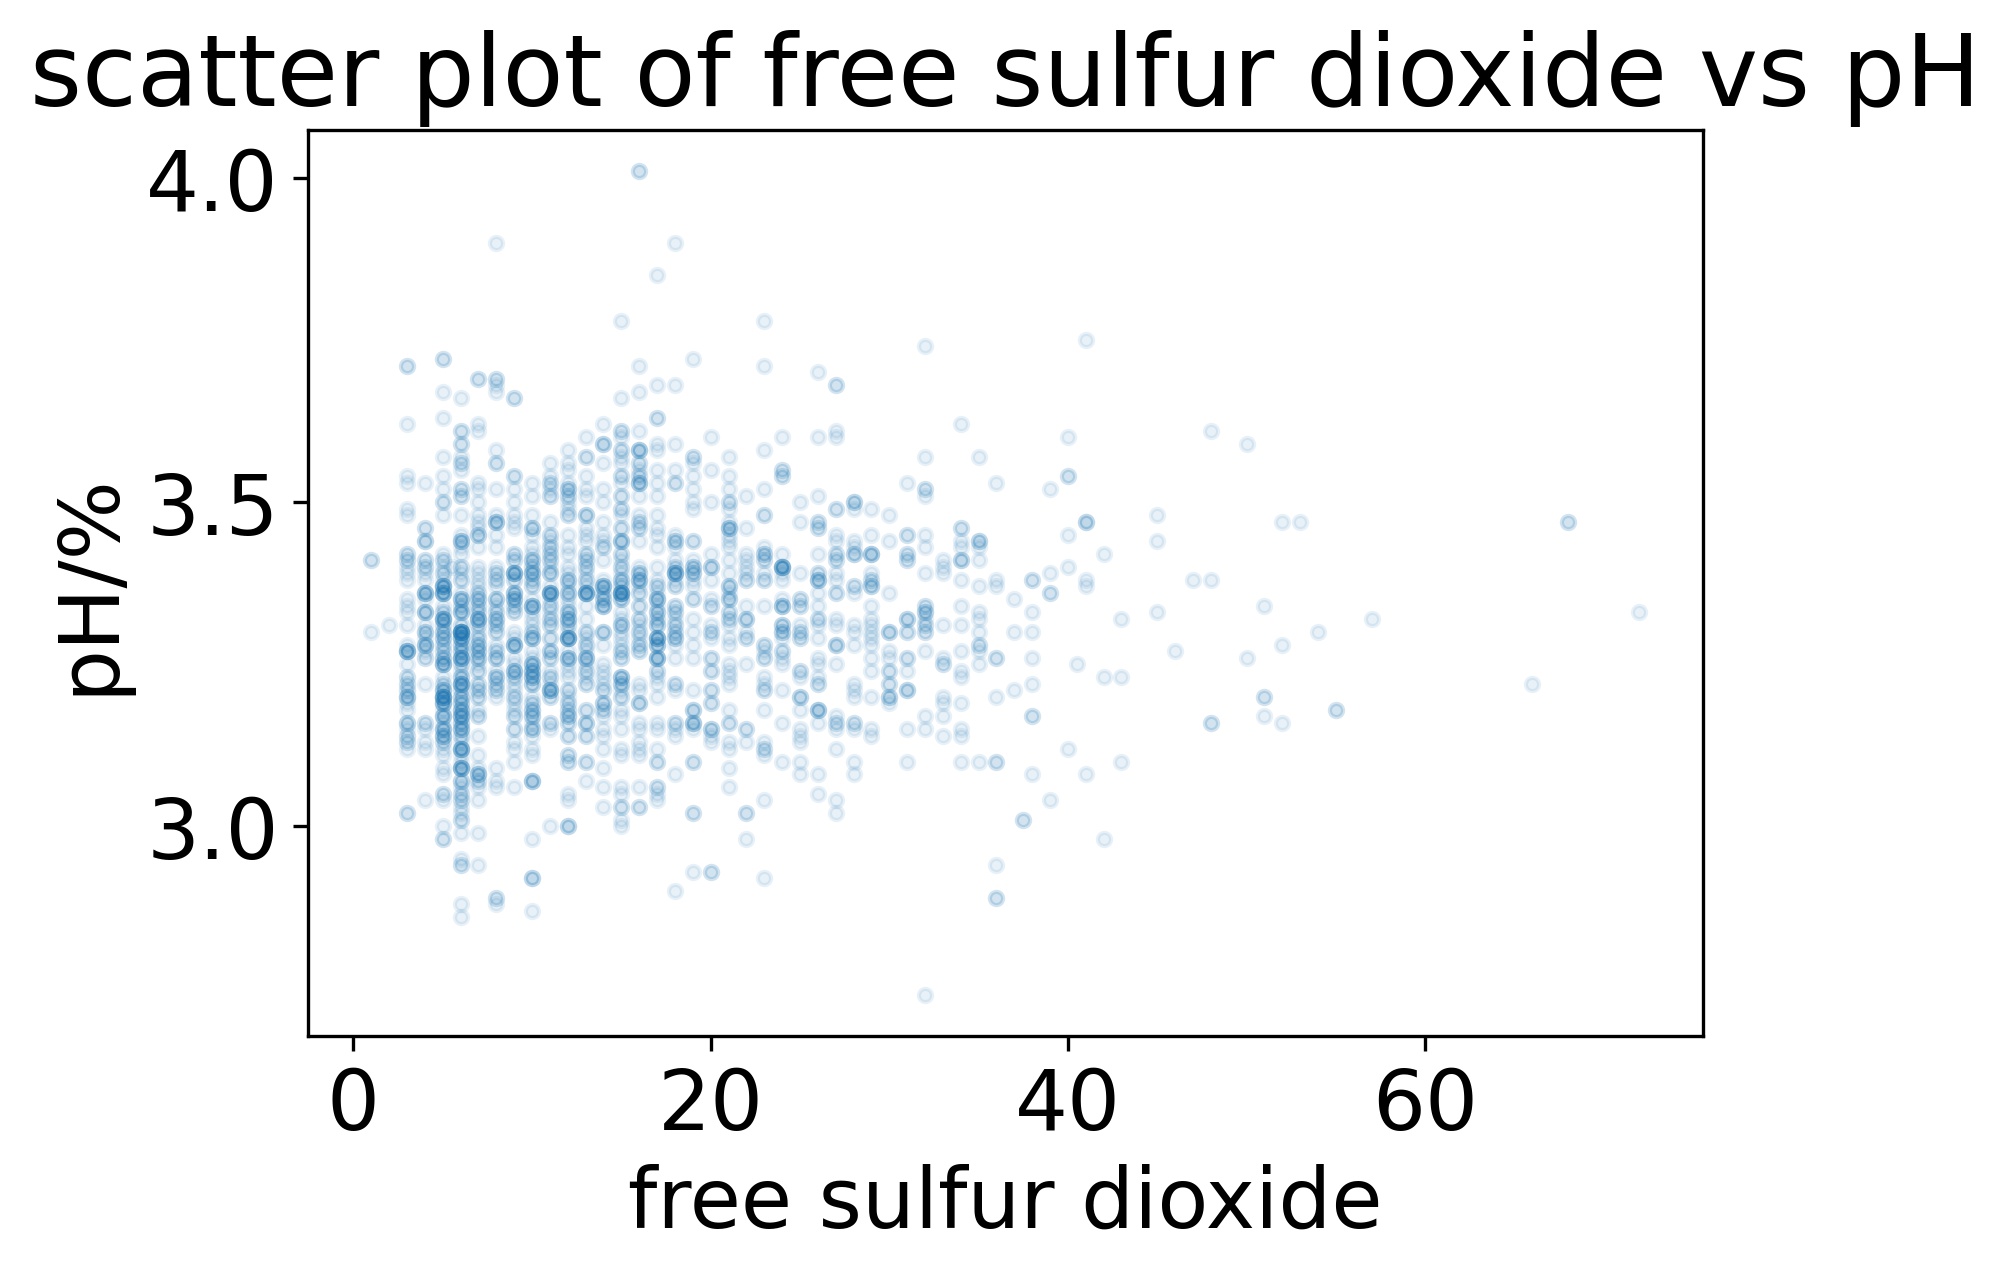 scatter plot of free sulfur dioxide vs pH
4.0
3.5
3.0
pH/%
0 20 40 60
free sulfur dioxide